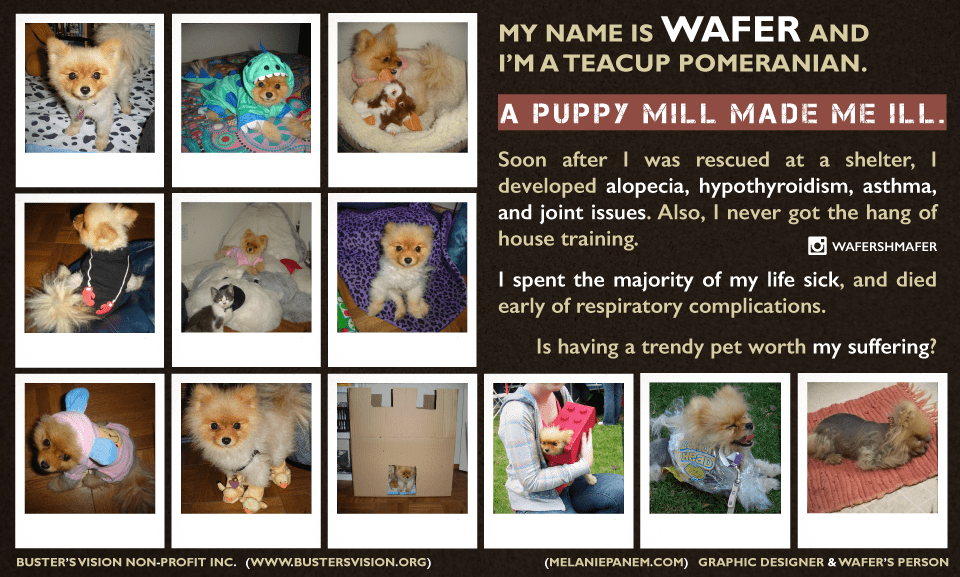 MY NAME IS WAFER AND
I'M A TEACUP POMERANIAN.
A PUPPY MILL MADE ME ILL.
Soon after I was rescued at a shelter, I
developed alopecia, hypothyroidism, asthma,
and joint issues. Also, I never got the hang of
house training.
WAFERSHMAFER
I spent the majority of my life sick, and died
early of respiratory complications.
Is having a trendy pet worth my suffering?
HEAD
BUSTER'S VISION NON-PROFIT INC. (WWW.BUSTERSVISION.ORG)
(MELANIEPANEM.COM) GRAPHIC DESIGNER & WAFER'S PERSON